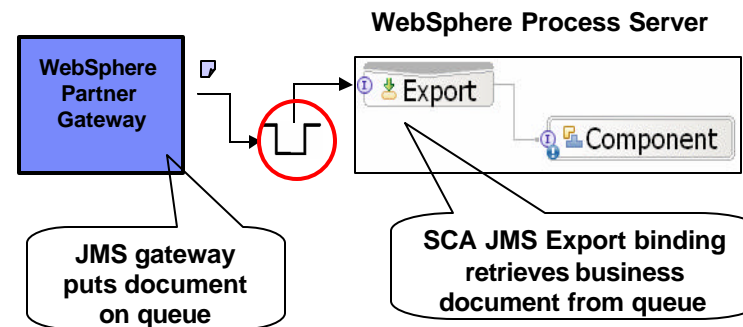 WebSphere Process Server
WebSphere
Partner
Gateway
I
Export
I
Component
JMS gateway
puts document
on queue
SCA JMS Export binding
retrieves business
document from queue